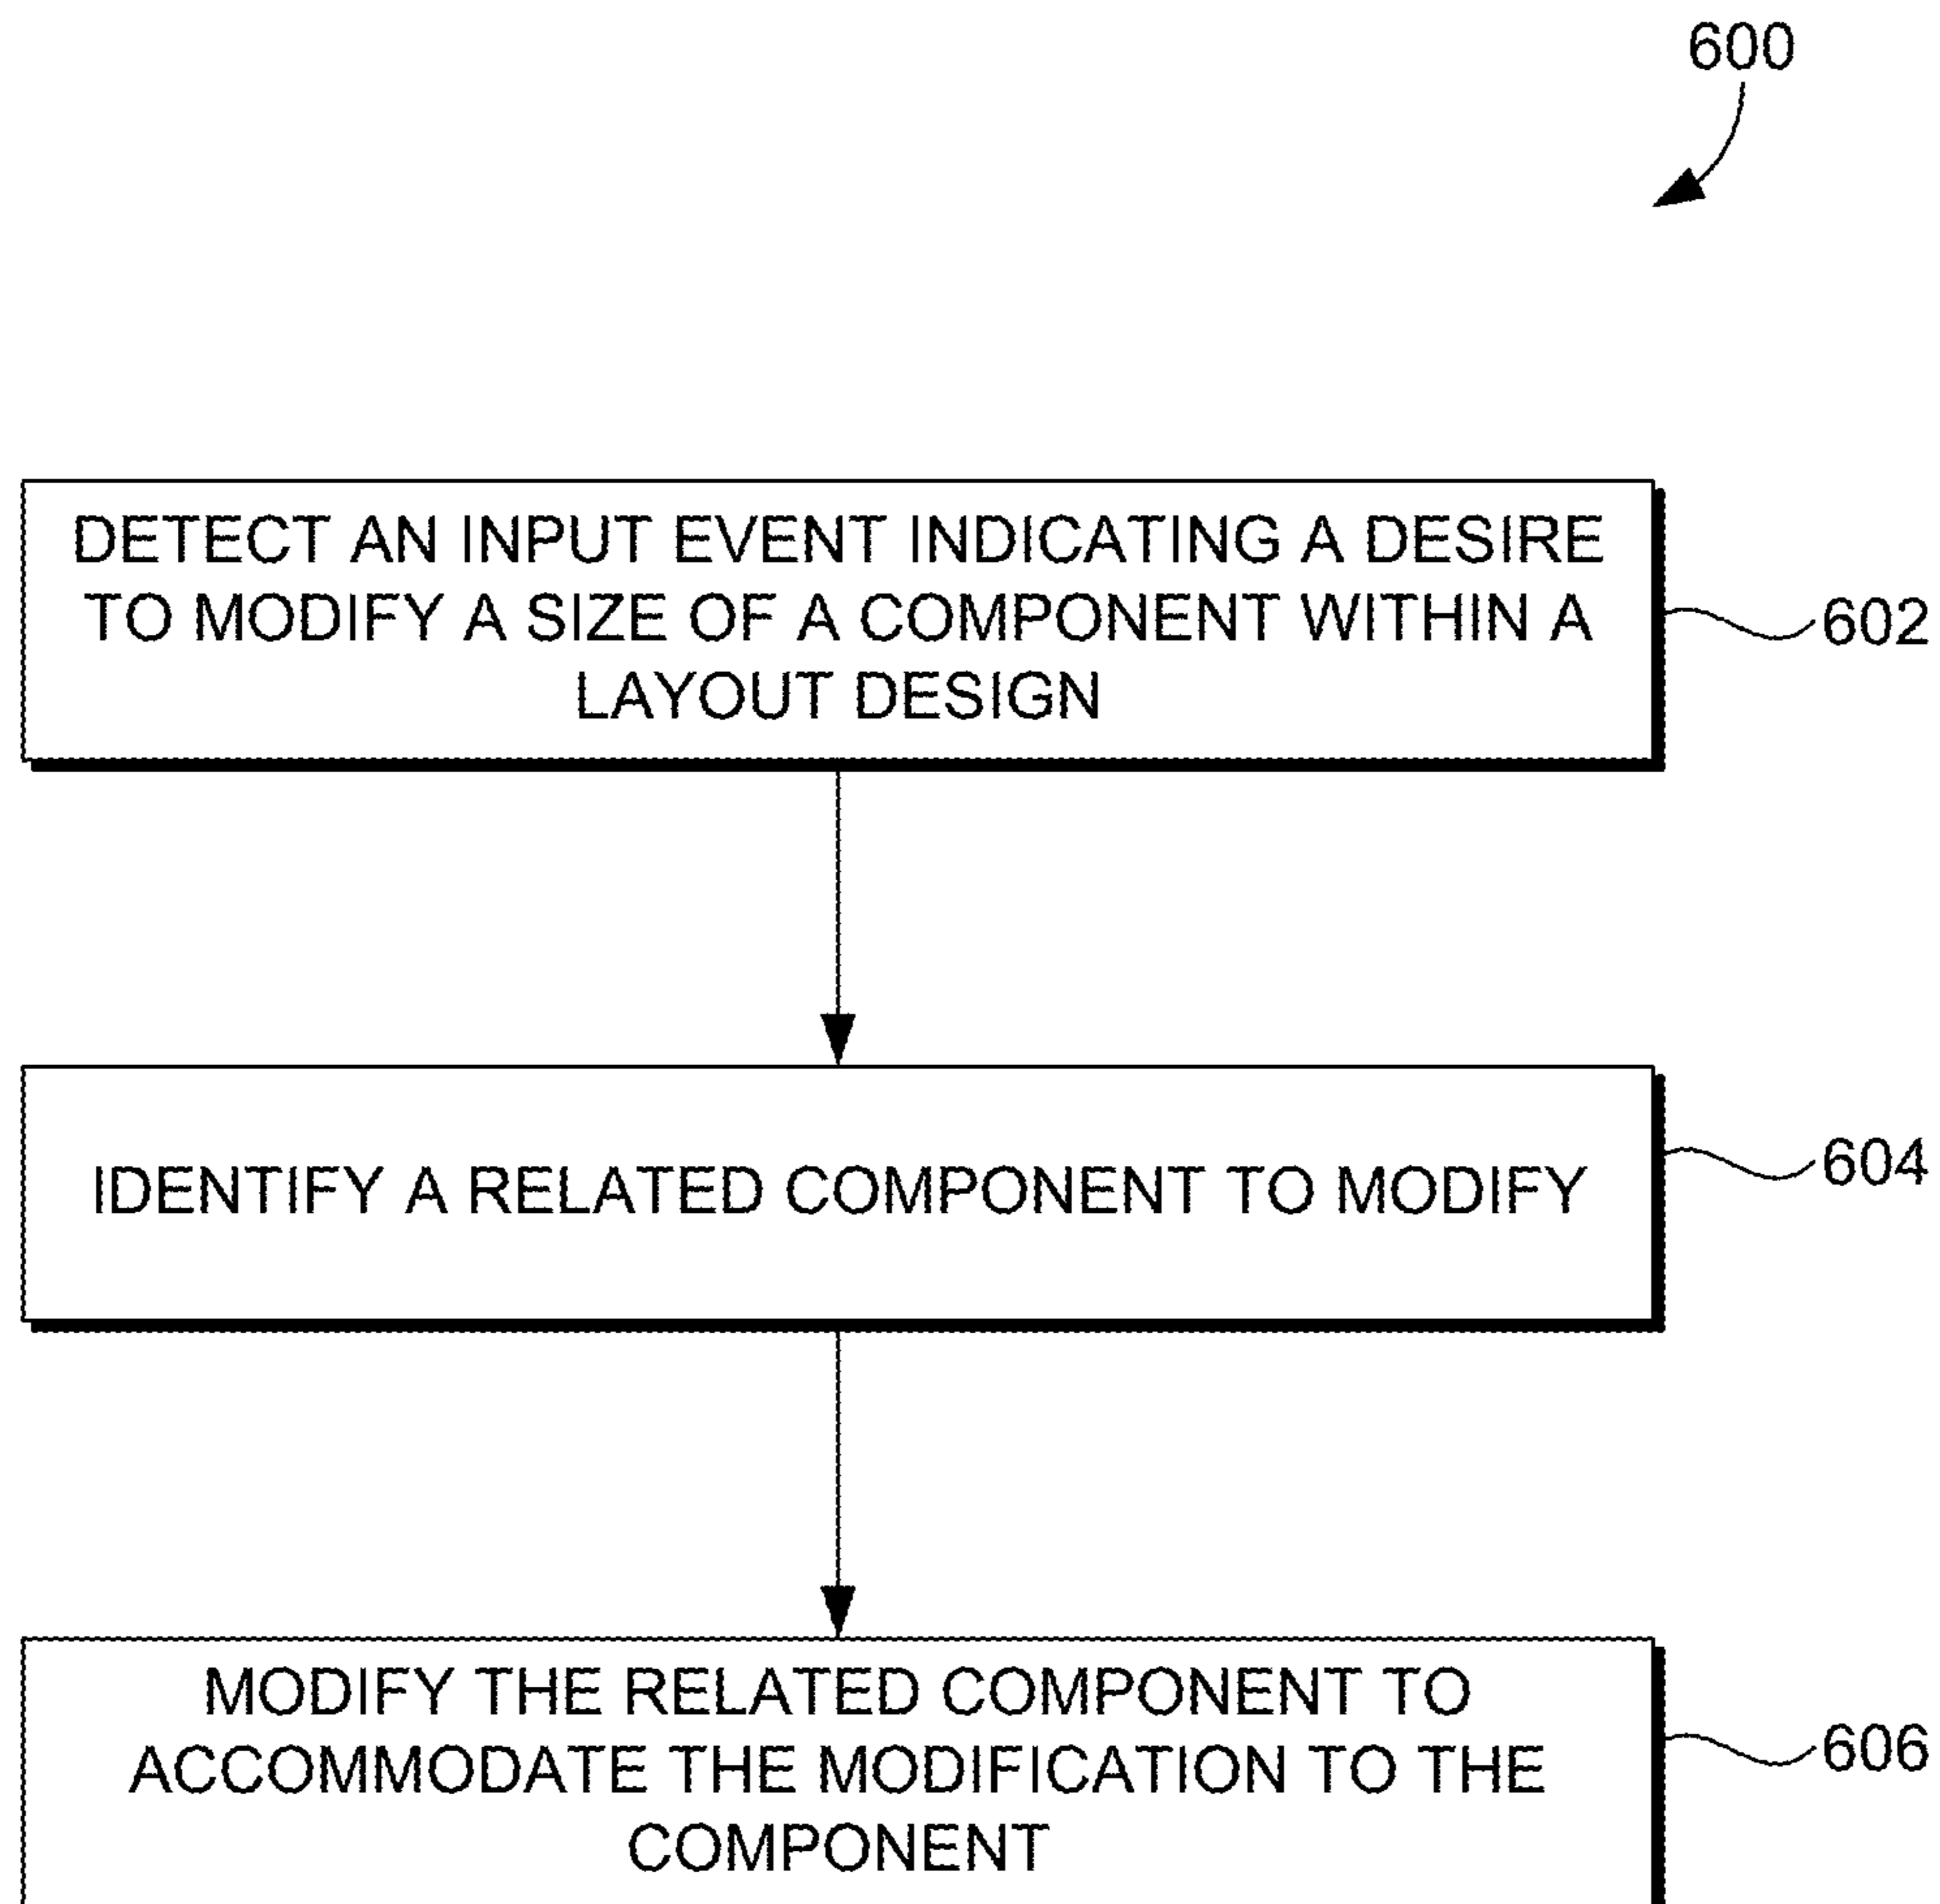 600
DETECT AN INPUT EVENT INDICATING A DESIRE
TO MODIFY A SIZE OF A COMPONENT WITHIN A
LAYOUT DESIGN
602
IDENTIFY A RELATED COMPONENT TO MODIFY
604
MODIFY THE RELATED COMPONENT TO
ACCOMMODATE THE MODIFICATION TO THE
COMPONENT
606